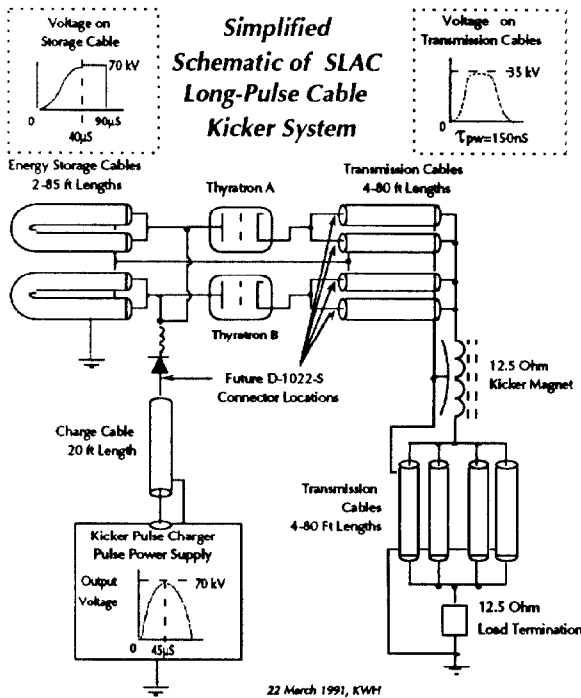 Simplified
Schematic of SLAC
Long-Pulse Cable
Kicker System
Voltage on
Storage Cable
70 kV
0
90µS
40µS
Voltage on
Transmission Cables
35 kV
0
τpw=150nS
Energy Storage Cables
2-85 ft Lengths
Thyratron A
Transmission Cables
4-80 ft Lengths
Thyratron B
Future D-1022-S
Connector Locations
12.5 Ohm
Kicker Magnet
Charge Cable
20 ft Length
Transmission
Cables
4-80 Ft Lengths
Kicker Pulse Charger
Pulse Power Supply
Output
Voltage
70 kV
0
45µS
12.5 Ohm
Load Termination
22 March 1991, KWH